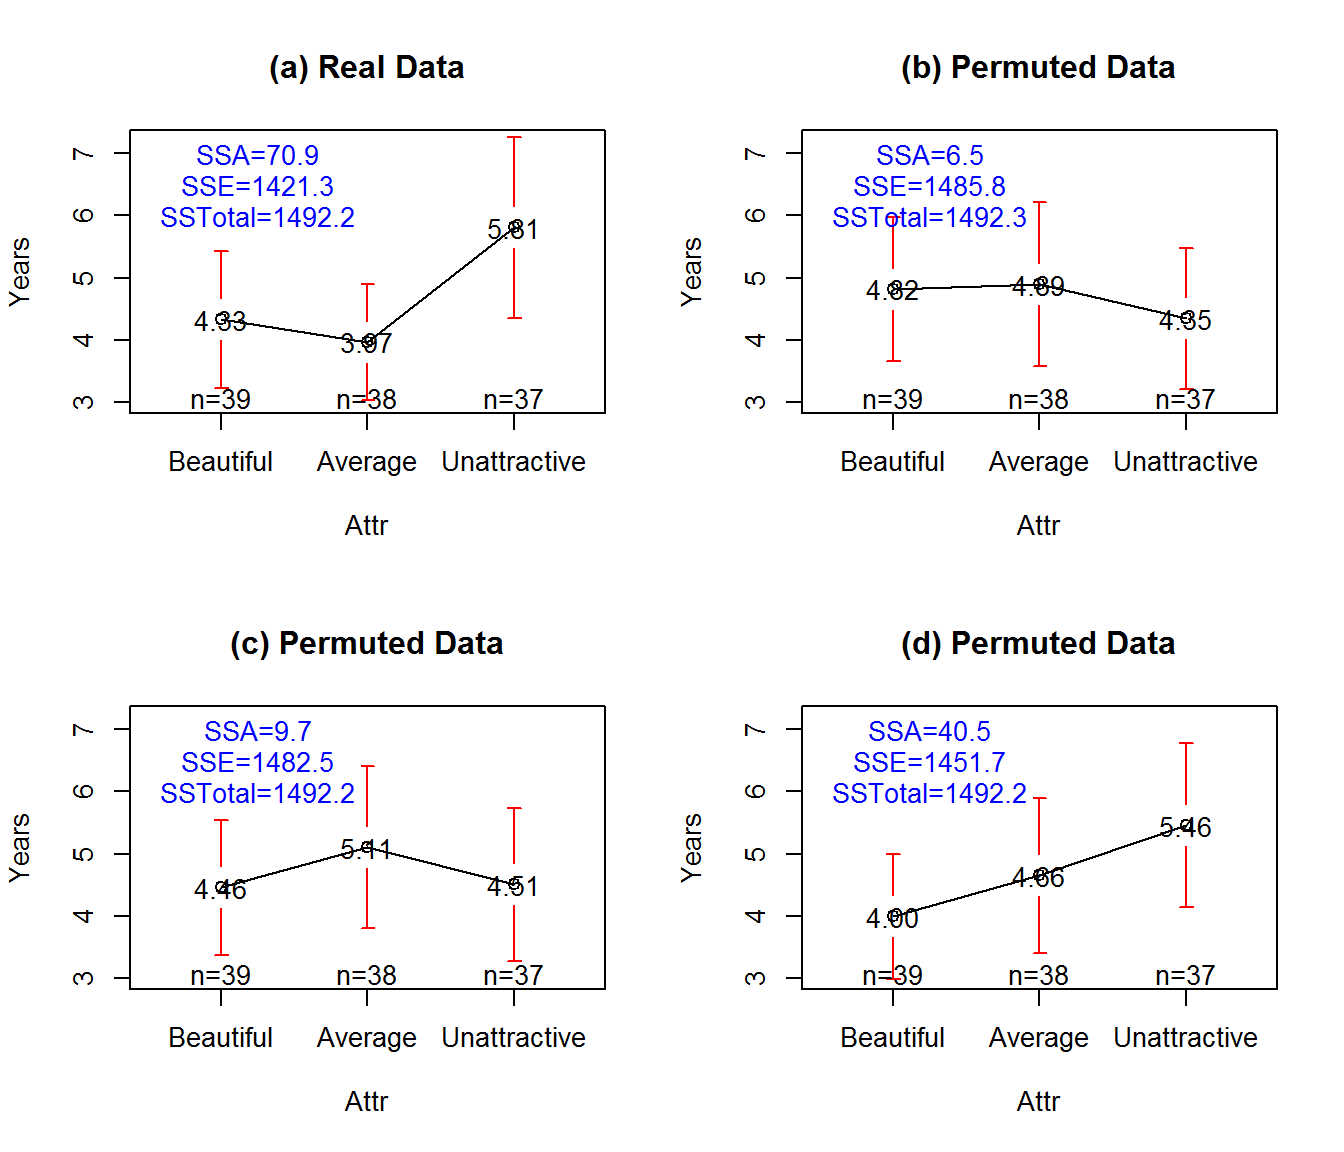 (a) Real Data
SSA=70.9
SSE=1421.3
SSTotal=1492.2
7
6
5
4
3
Years
4.33
3.97
5.81
n=39
n=38
n=37
Beautiful
Average
Unattractive
Attr
(b) Permuted Data
SSA=6.5
SSE=1485.8
SSTotal=1492.3
7
6
5
4
3
Years
4.82
4.89
4.35
n=39
n=38
n=37
Beautiful
Average
Unattractive
Attr
(c) Permuted Data
SSA=9.7
SSE=1482.5
SSTotal=1492.2
7
6
5
4
3
Years
4.46
5.11
4.51
n=39
n=38
n=37
Beautiful
Average
Unattractive
Attr
(d) Permuted Data
SSA=40.5
SSE=1451.7
SSTotal=1492.2
7
6
5
4
3
Years
4.00
4.66
5.46
n=39
n=38
n=37
Beautiful
Average
Unattractive
Attr